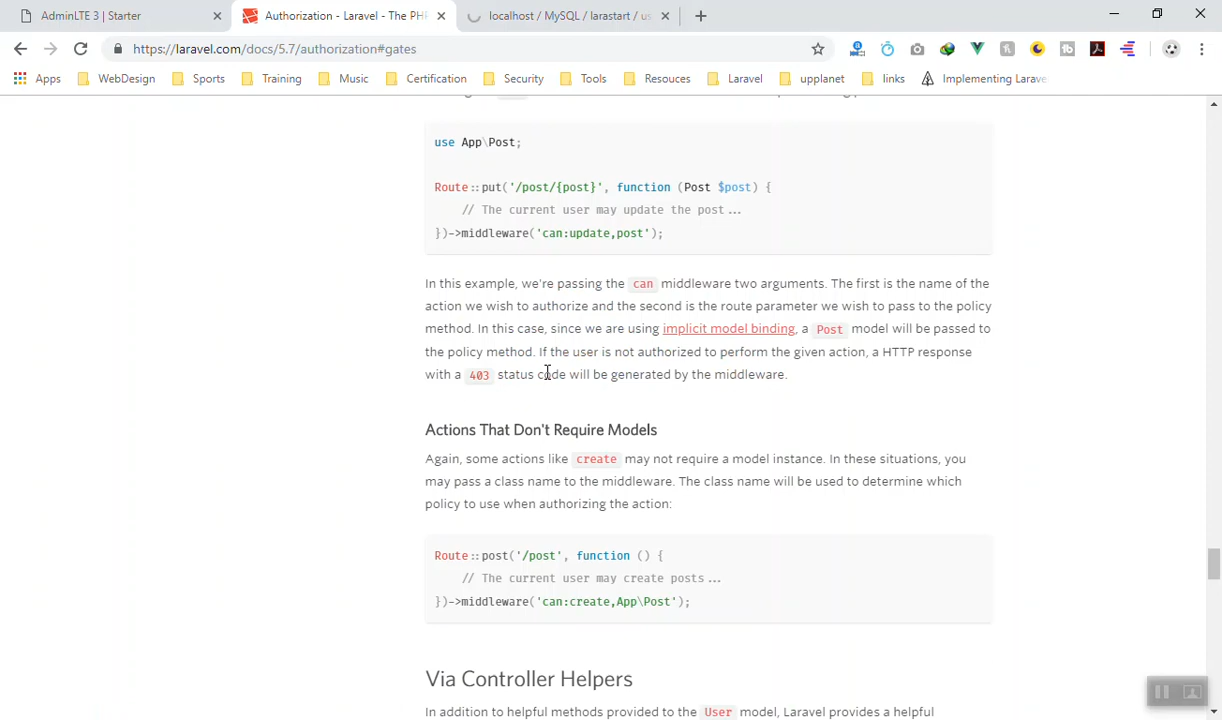 AdminLTE 3 | Starter
Authorization - Laravel - The PHP
localhost / MySQL / larastart / us
https://laravel.com/docs/5.7/authorization#gates
Apps WebDesign Sports Training Music Certification Security Tools Resouces Laravel upplanet links Implementing Larave
use App\Post;
Route::put('/post/{post}', function (Post $post) {
// The current user may update the post...
})->middleware('can:update,post');
In this example, we're passing the can middleware two arguments. The first is the name of the
action we wish to authorize and the second is the route parameter we wish to pass to the policy
method. In this case, since we are using implicit model binding, a Post model will be passed to
the policy method. If the user is not authorized to perform the given action, a HTTP response
with a 403 status code will be generated by the middleware.
Actions That Don't Require Models
Again, some actions like create may not require a model instance. In these situations, you
may pass a class name to the middleware. The class name will be used to determine which
policy to use when authorizing the action:
Route::post('/post', function () {
// The current user may create posts...
})->middleware('can:create,App\Post');
Via Controller Helpers
In addition to helpful methods provided to the User model, Laravel provides a helpful